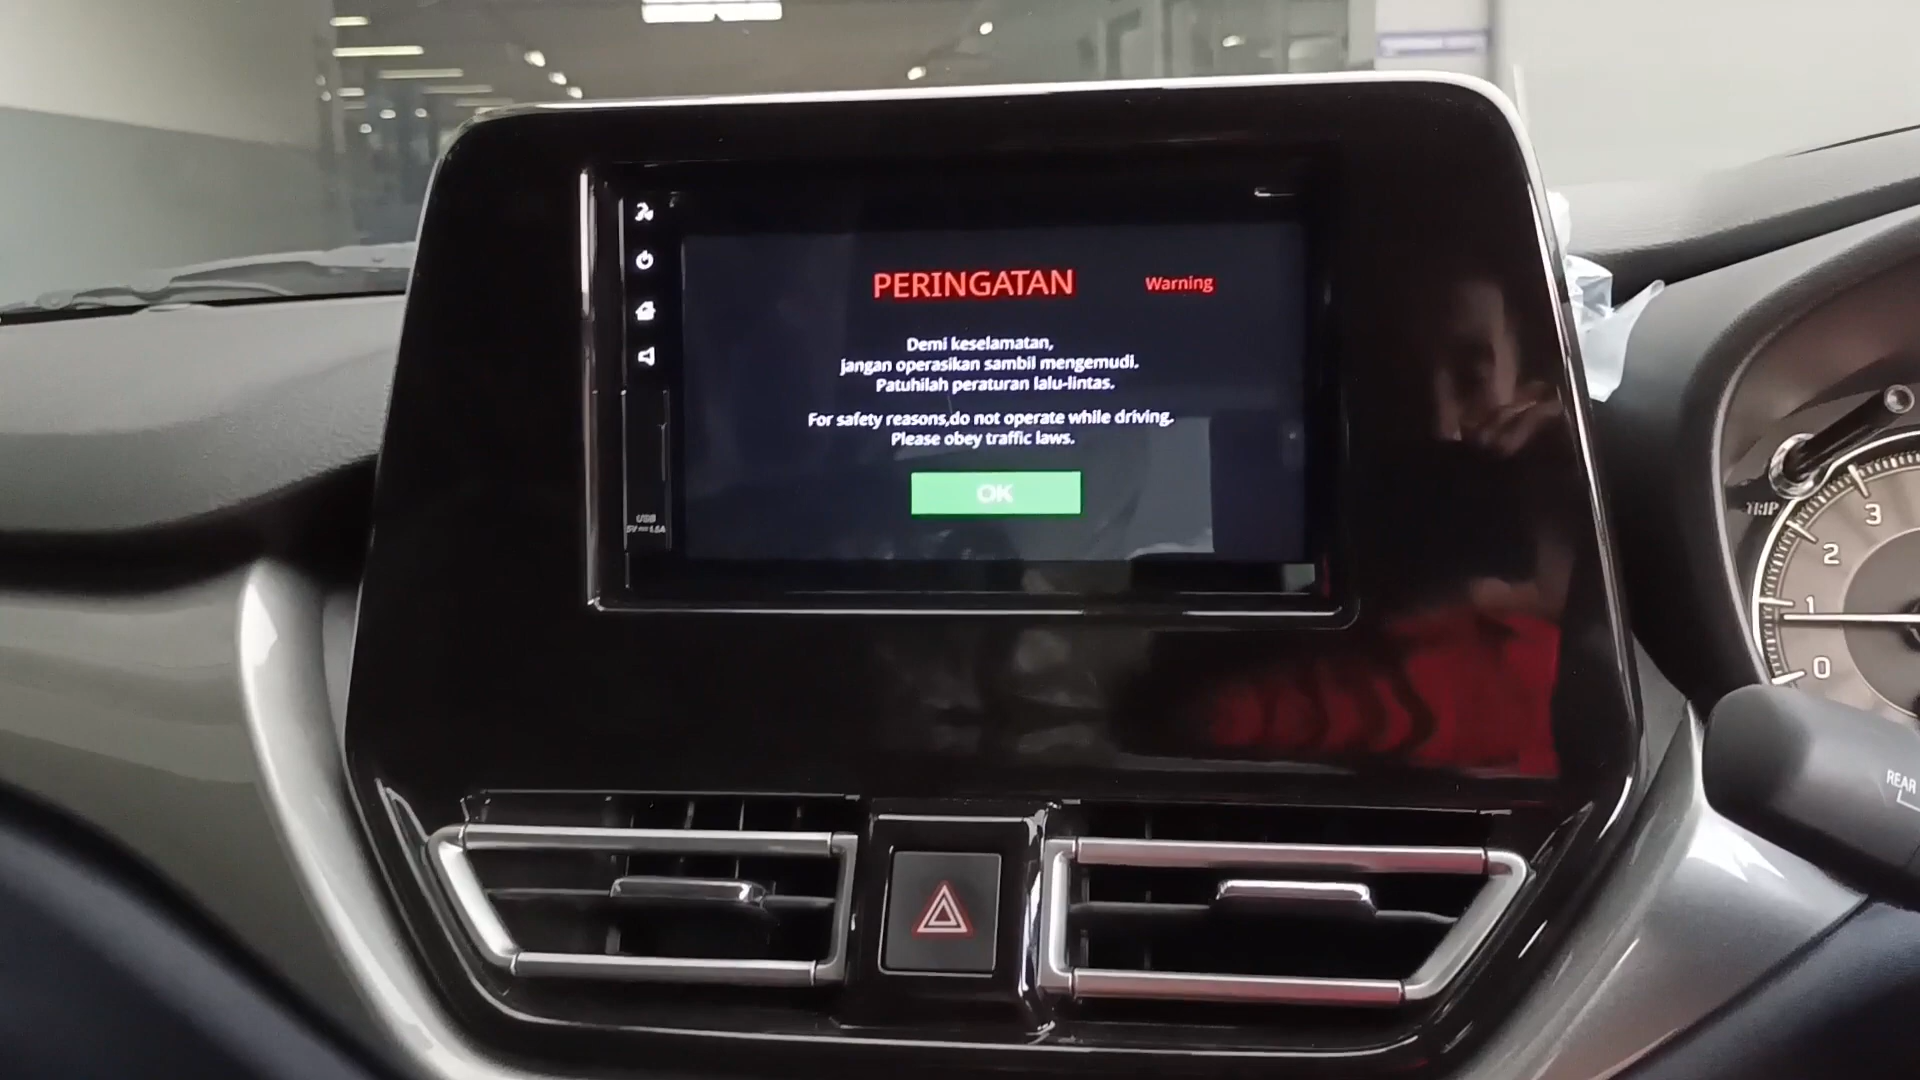 PERINGATAN Warning
Demi keselamatan,
jangan operasikan sambil mengemudi.
Patuhilah peraturan lalu-lintas.
For safety reasons,do not operate while driving.
Please obey traffic laws.
OK
USB
5V 1.5A
TRIP
3
2
1
0
REAR